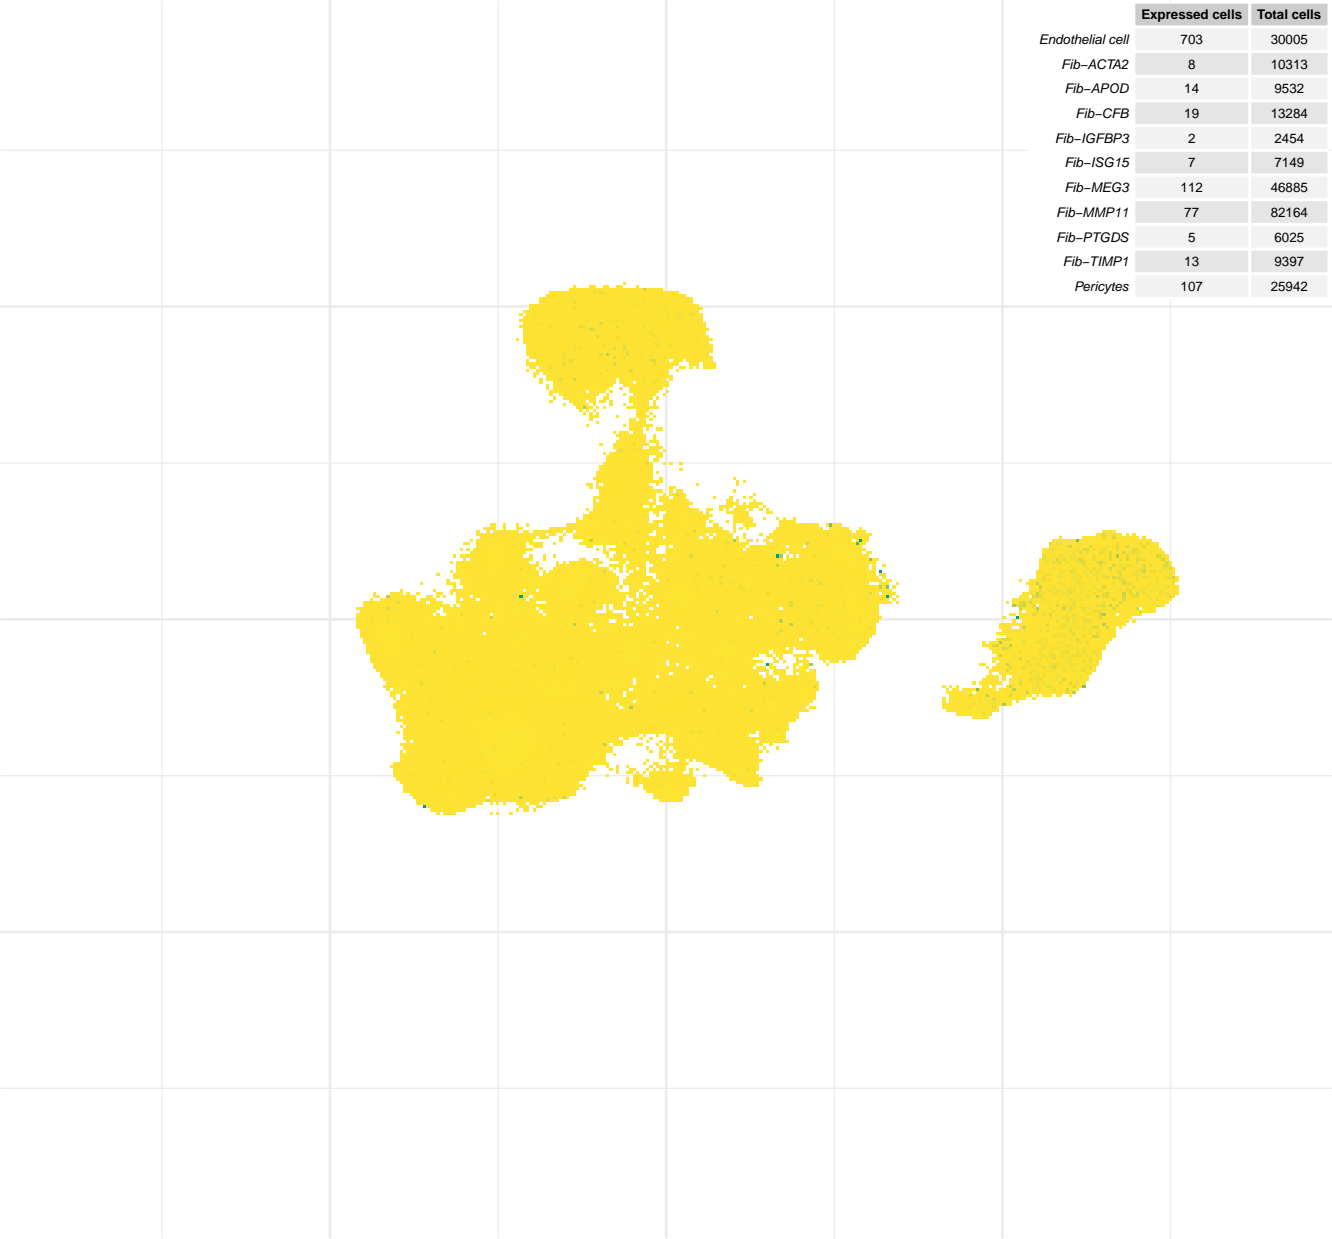 Expressed cells Total cells
Endothelial cell 703 30005
Fib−ACTA2 8 10313
Fib−APOD 14 9532
Fib−CFB 19 13284
Fib−IGFBP3 2 2454
Fib−ISG15 7 7149
Fib−MEG3 112 46885
Fib−MMP11 77 82164
Fib−PTGDS 5 6025
Fib−TIMP1 13 9397
Pericytes 107 25942